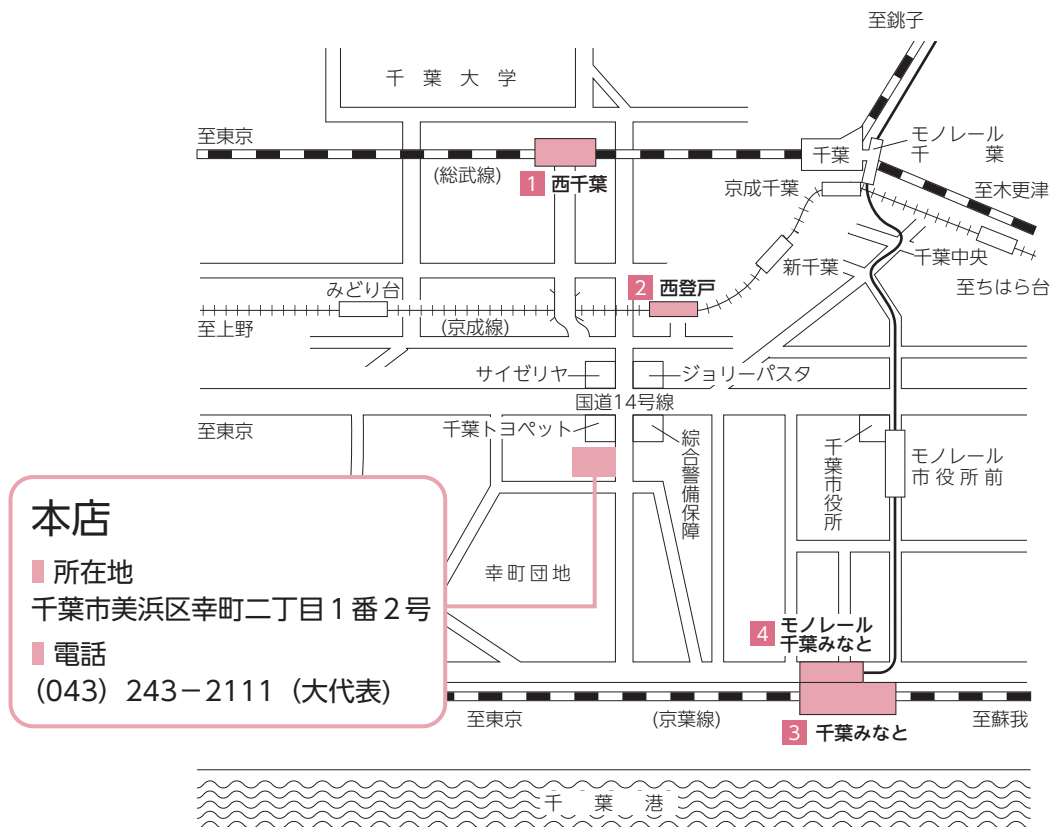 至銚子
千葉大学
至東京
千葉
モノレール
千葉
(総武線)
1 西千葉
京成千葉
至木更津
新千葉
千葉中央
至ちはら台
みどり台
2 西登戸
至上野
(京成線)
サイゼリヤ
ジョリーパスタ
国道14号線
至東京
千葉トヨペット
綜合警備保障
千葉市役所
モノレール
市役所前
本店
所在地
千葉市美浜区幸町二丁目1番2号
電話
(043) 243－2111 (大代表)
幸町団地
4 モノレール
千葉みなと
至東京
(京葉線)
3 千葉みなと
至蘇我
千葉港